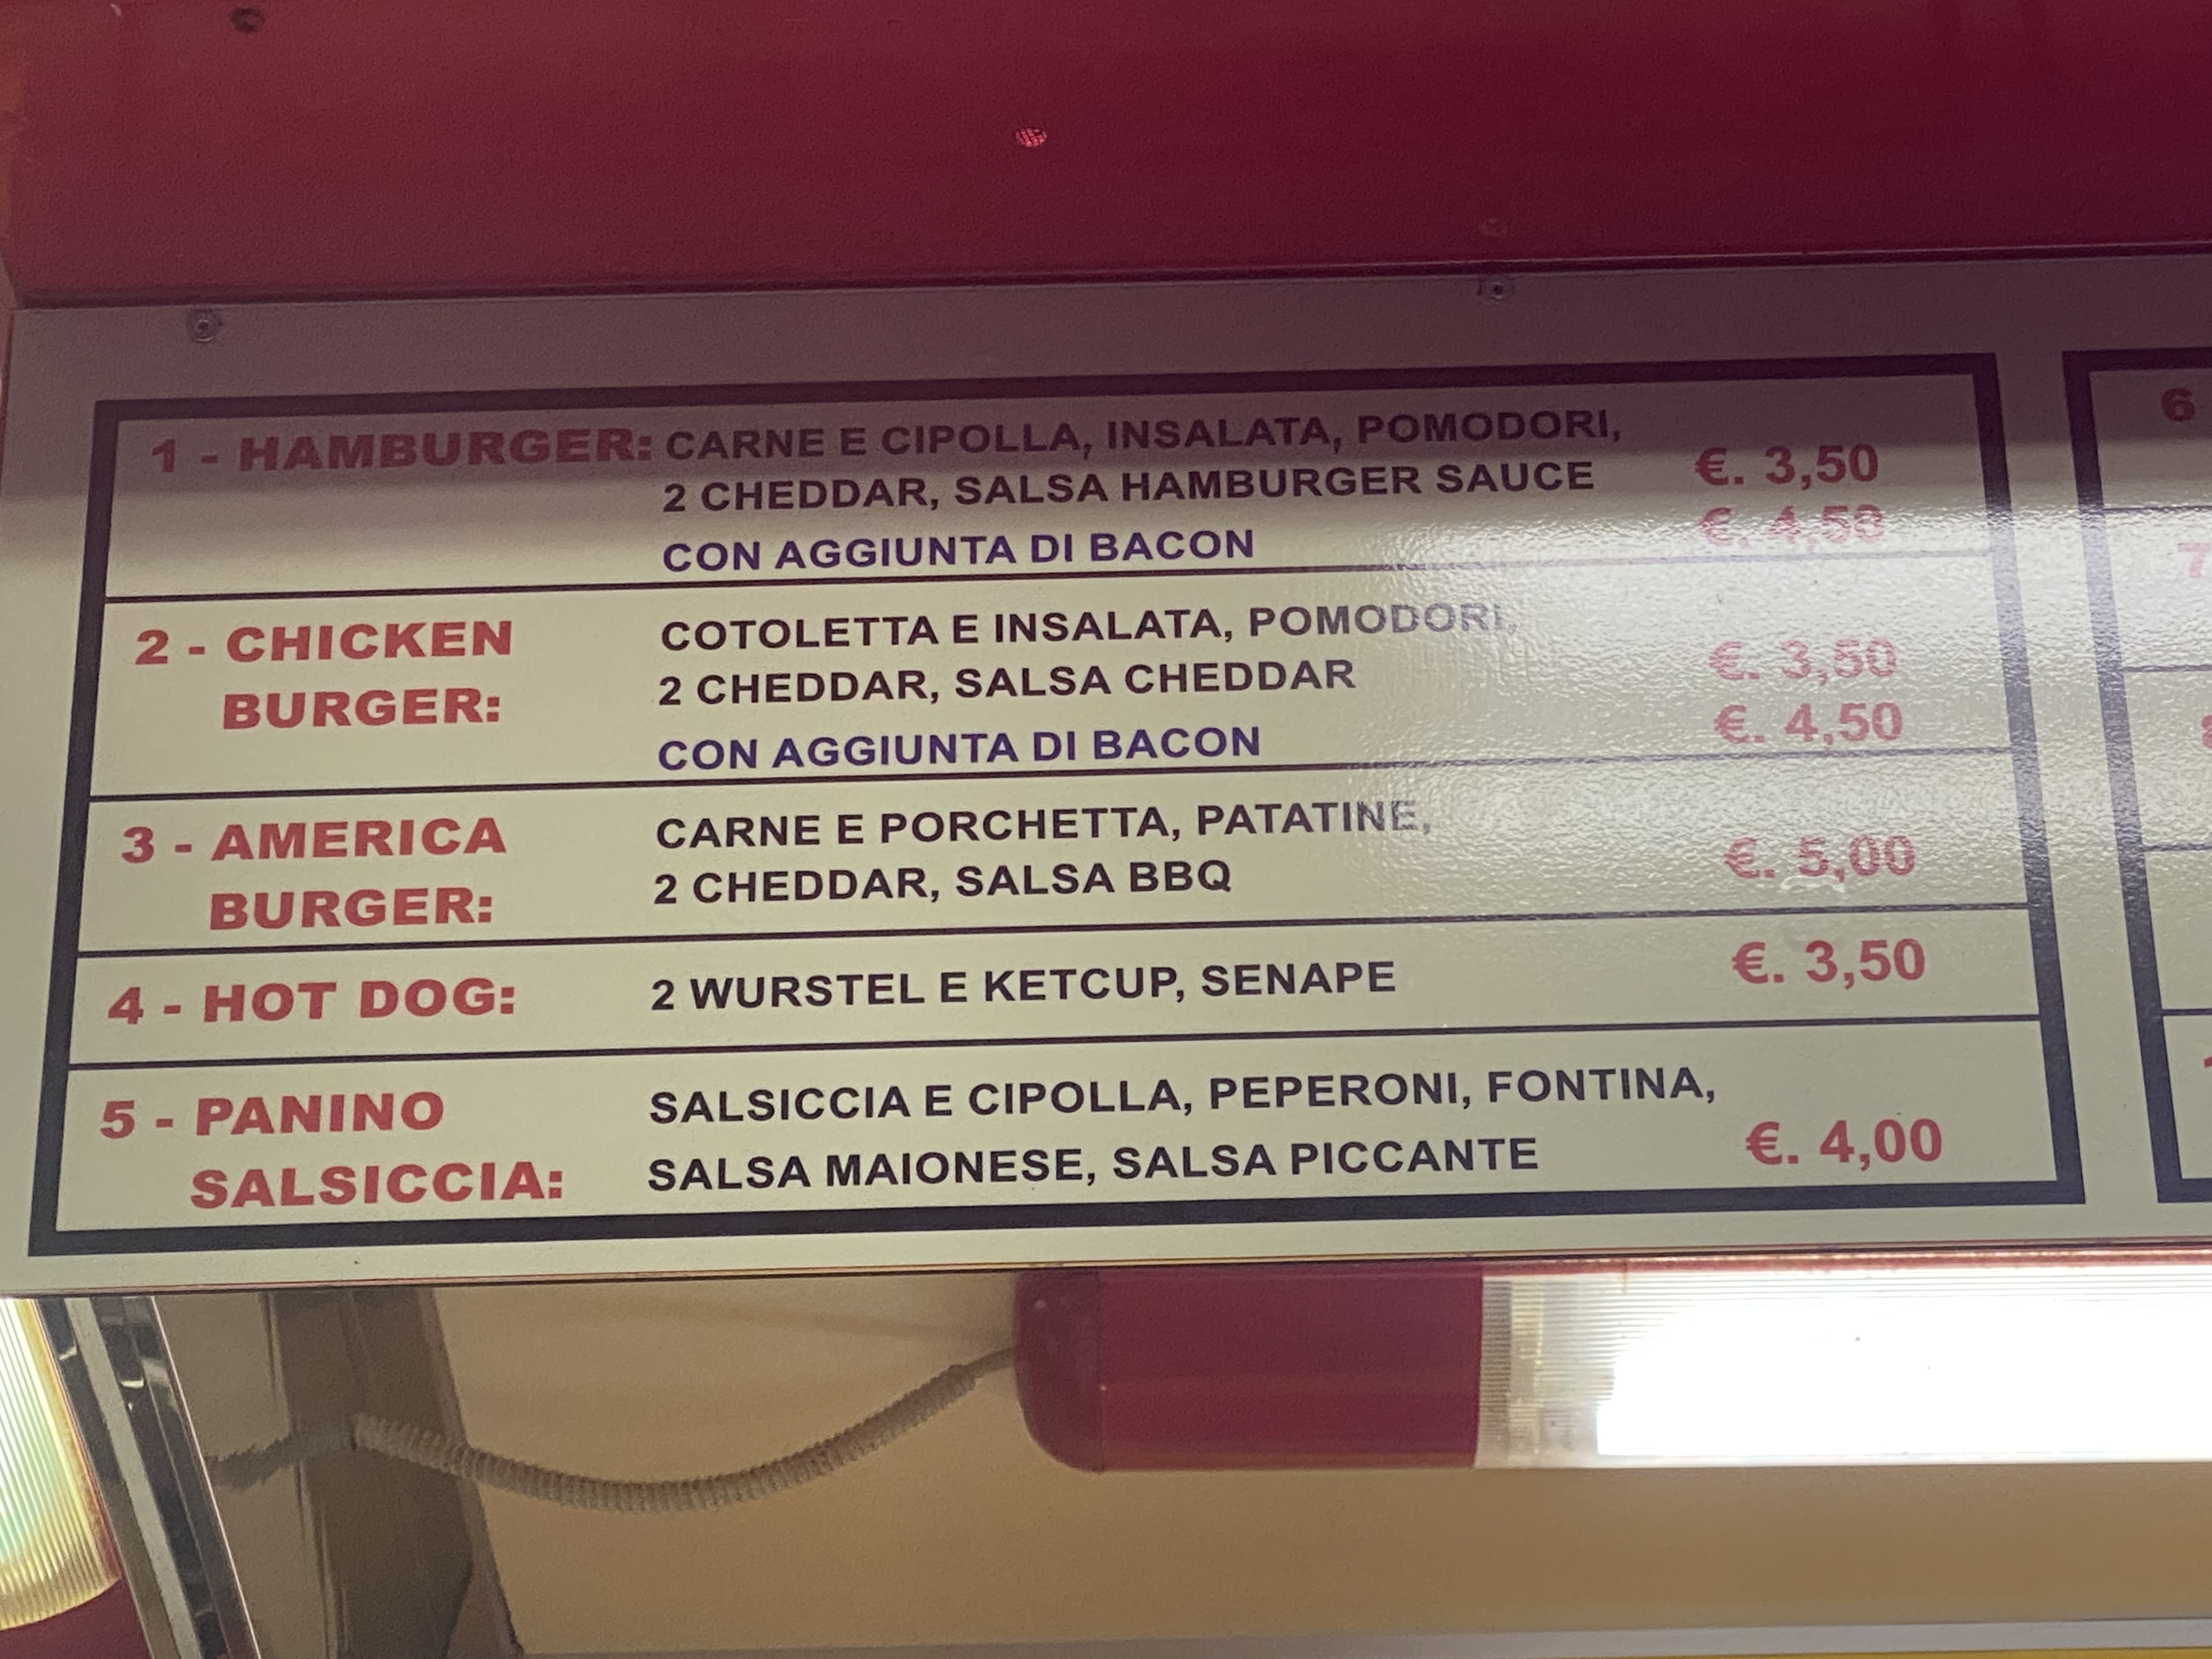 1 - HAMBURGER: CARNE E CIPOLLA, INSALATA, POMODORI,
2 CHEDDAR, SALSA HAMBURGER SAUCE €. 3,50
CON AGGIUNTA DI BACON €. 4,50
2 - CHICKEN COTOLETTA E INSALATA, POMODORI,
BURGER: 2 CHEDDAR, SALSA CHEDDAR €. 3,50
CON AGGIUNTA DI BACON €. 4,50
3 - AMERICA CARNE E PORCHETTA, PATATINE,
BURGER: 2 CHEDDAR, SALSA BBQ €. 5,00
4 - HOT DOG: 2 WURSTEL E KETCUP, SENAPE €. 3,50
5 - PANINO SALSICCIA E CIPOLLA, PEPERONI, FONTINA,
SALSICCIA: SALSA MAIONESE, SALSA PICCANTE €. 4,00
6
7